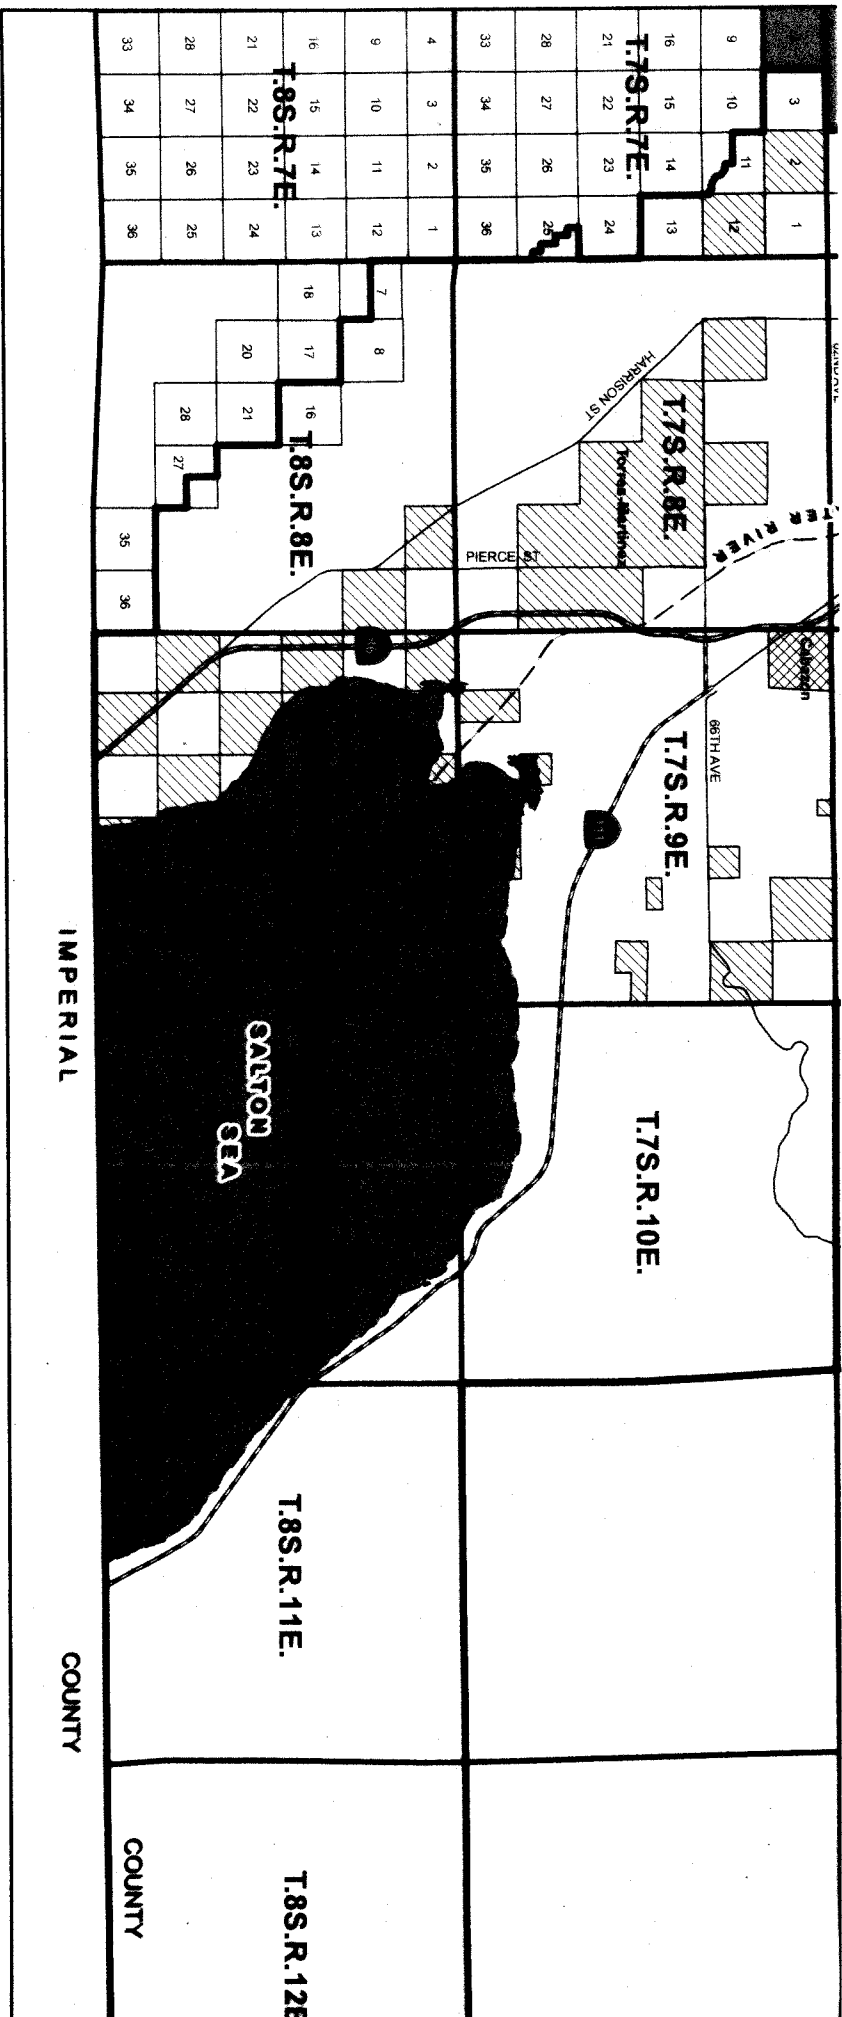 3 2 1
Cabazon
9 10 11 12
TER RIVER
66TH AVE
16 15 14 13
T.7S.R.7E. T.7S.R.8E. T.7S.R.9E. T.7S.R.10E.
21 22 23 24
Torres-Martinez
HARRISON ST
111
28 27 26 25
33 34 35 36
PIERCE ST
4 3 2 1
9 10 11 12 7 8
86
16 15 14 13 18 17 16
T.8S.R.7E. T.8S.R.8E. T.8S.R.11E. T.8S.R.12E
21 22 23 24 20 21
SALTON
SEA
28 27 26 25 28 27
33 34 35 36 35 36
COUNTY
IMPERIAL COUNTY